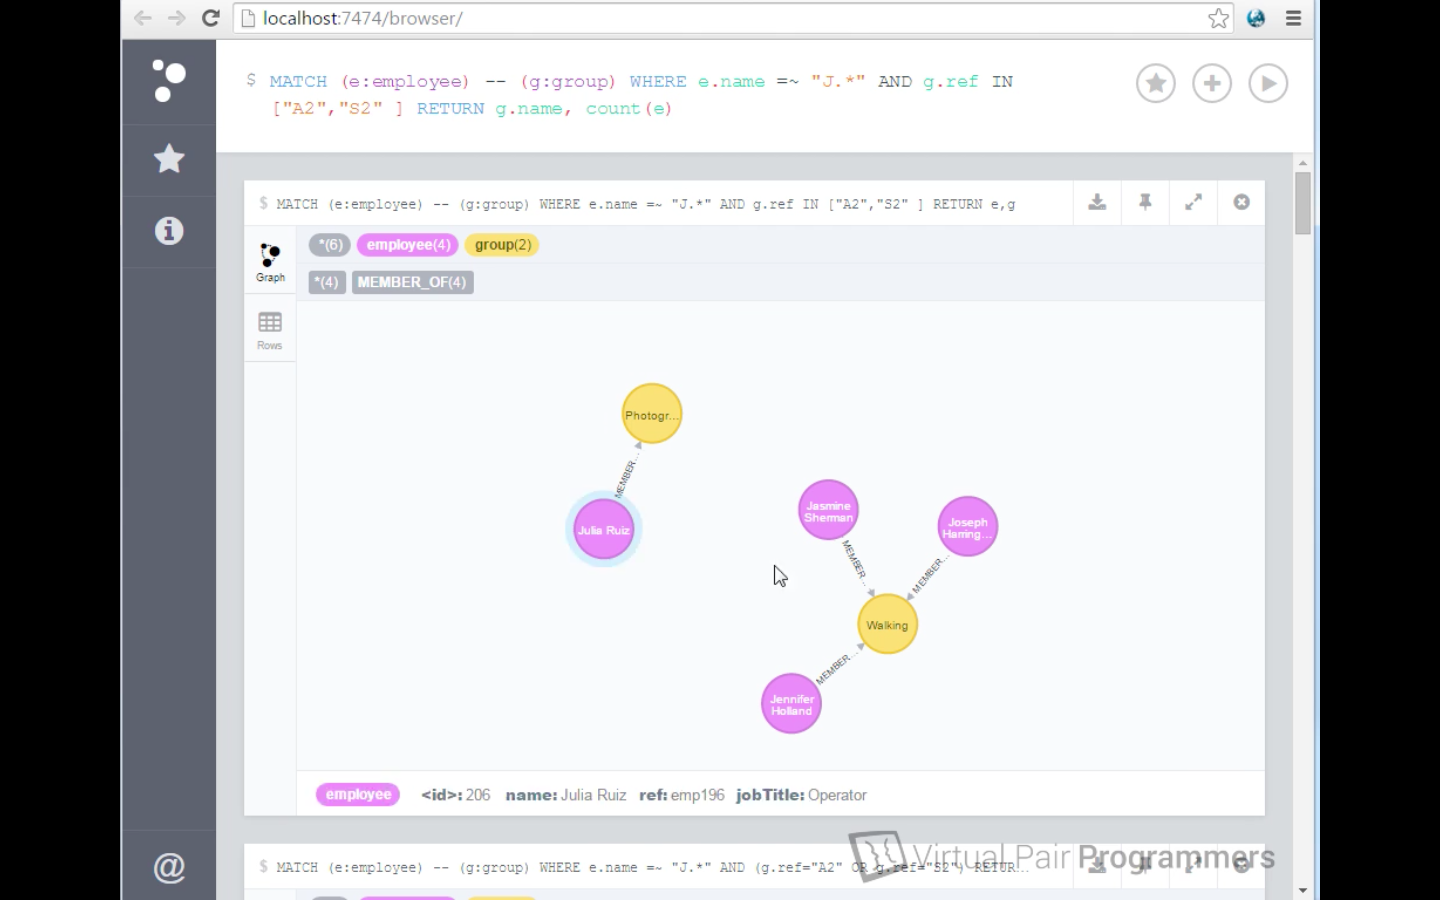 localhost:7474/browser/
$ MATCH (e:employee) -- (g:group) WHERE e.name =~ "J.*" AND g.ref IN
["A2","S2" ] RETURN g.name, count(e)
$ MATCH (e:employee) -- (g:group) WHERE e.name =~ "J.*" AND g.ref IN ["A2","S2" ] RETURN e,g
*(6) employee(4) group(2)
Graph
*(4) MEMBER_OF(4)
Rows
Photogr...
MEMBER...
Julia Ruiz
Jasmine
Sherman
Joseph
Harring...
MEMBER...
MEMBER...
Walking
MEMBER...
Jennifer
Holland
employee <id>: 206 name: Julia Ruiz ref: emp196 jobTitle: Operator
$ MATCH (e:employee) -- (g:group) WHERE e.name =~ "J.*" AND (g.ref="A2" OR g.ref="S2") RETUR...
Virtual Pair Programmers
@